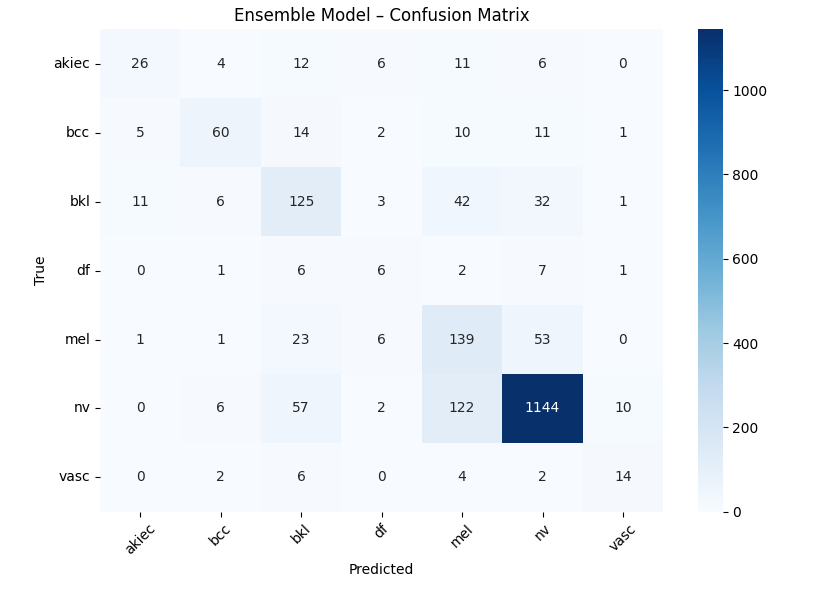 Ensemble Model – Confusion Matrix
True
akiec 26 4 12 6 11 6 0
bcc 5 60 14 2 10 11 1
bkl 11 6 125 3 42 32 1
df 0 1 6 6 2 7 1
mel 1 1 23 6 139 53 0
nv 0 6 57 2 122 1144 10
vasc 0 2 6 0 4 2 14
akiec bcc bkl df mel nv vasc
Predicted
1000
800
600
400
200
0